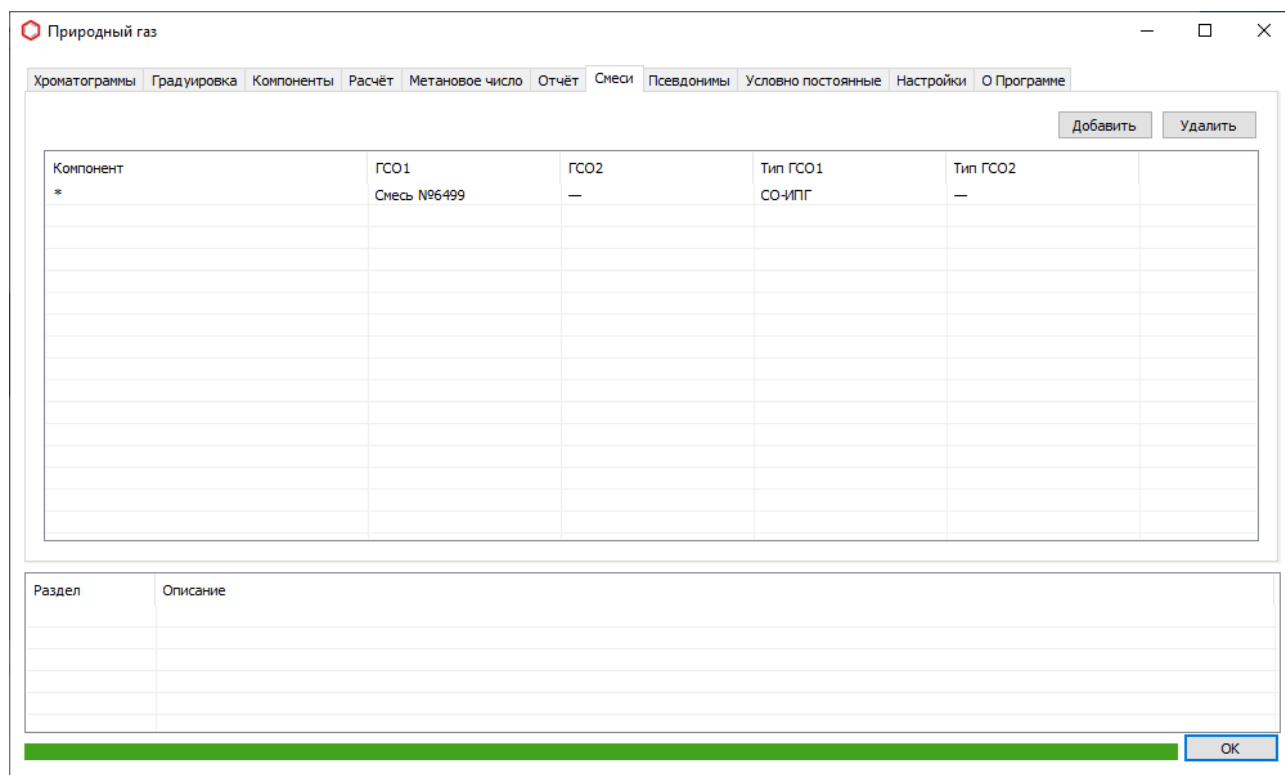 Природный газ
Хроматограммы Градуировка Компоненты Расчёт Метановое число Отчёт Смеси Псевдонимы Условно постоянные Настройки О Программе
Добавить Удалить
Компонент ГСО1 ГСО2 Тип ГСО1 Тип ГСО2
* Смесь №6499 — СО-ИПГ —
Раздел Описание
OK